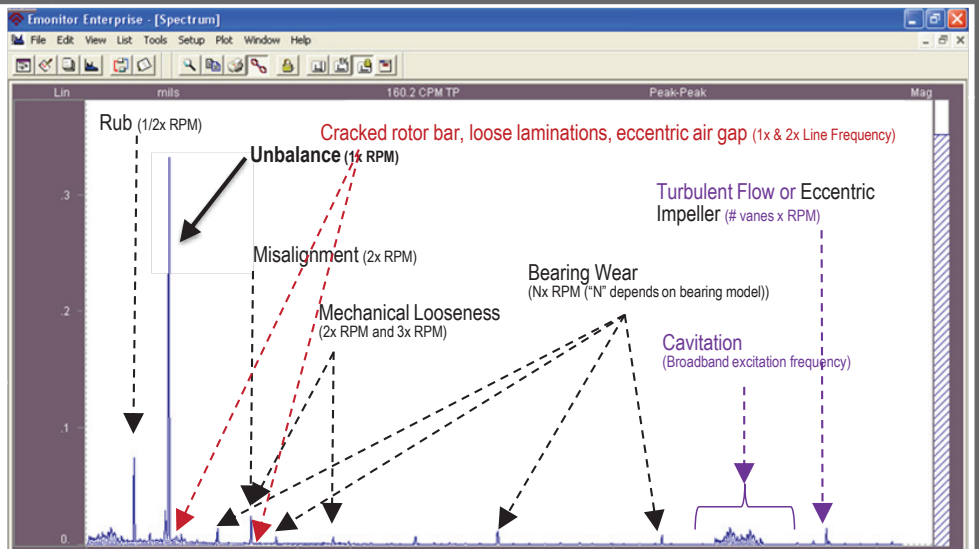 Emonitor Enterprise - [Spectrum]
File Edit View List Tools Setup Plot Window Help
Lin mils 160.2 CPM TP Peak-Peak Mag
Rub (1/2x RPM)
Cracked rotor bar, loose laminations, eccentric air gap (1x & 2x Line Frequency)
Unbalance (1x RPM)
.3
Turbulent Flow or Eccentric
Impeller (# vanes x RPM)
Misalignment (2x RPM)
Bearing Wear
(Nx RPM ("N" depends on bearing model))
.2
Mechanical Looseness
(2x RPM and 3x RPM)
Cavitation
(Broadband excitation frequency)
.1
0.